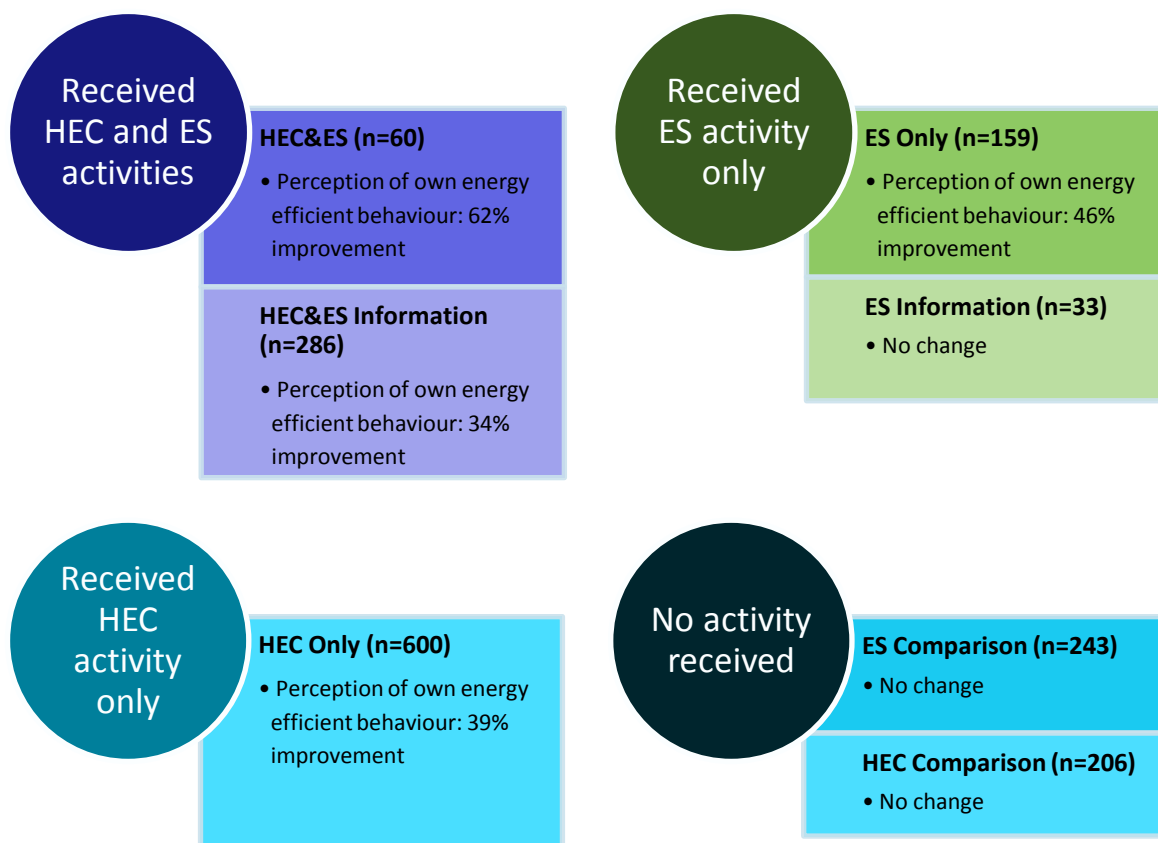 Received
HEC and ES
activities
HEC&ES (n=60)
• Perception of own energy
efficient behaviour: 62%
improvement
HEC&ES Information
(n=286)
• Perception of own energy
efficient behaviour: 34%
improvement
Received
ES activity
only
ES Only (n=159)
• Perception of own energy
efficient behaviour: 46%
improvement
ES Information (n=33)
• No change
Received
HEC
activity
only
HEC Only (n=600)
• Perception of own energy
efficient behaviour: 39%
improvement
No activity
received
ES Comparison (n=243)
• No change
HEC Comparison (n=206)
• No change